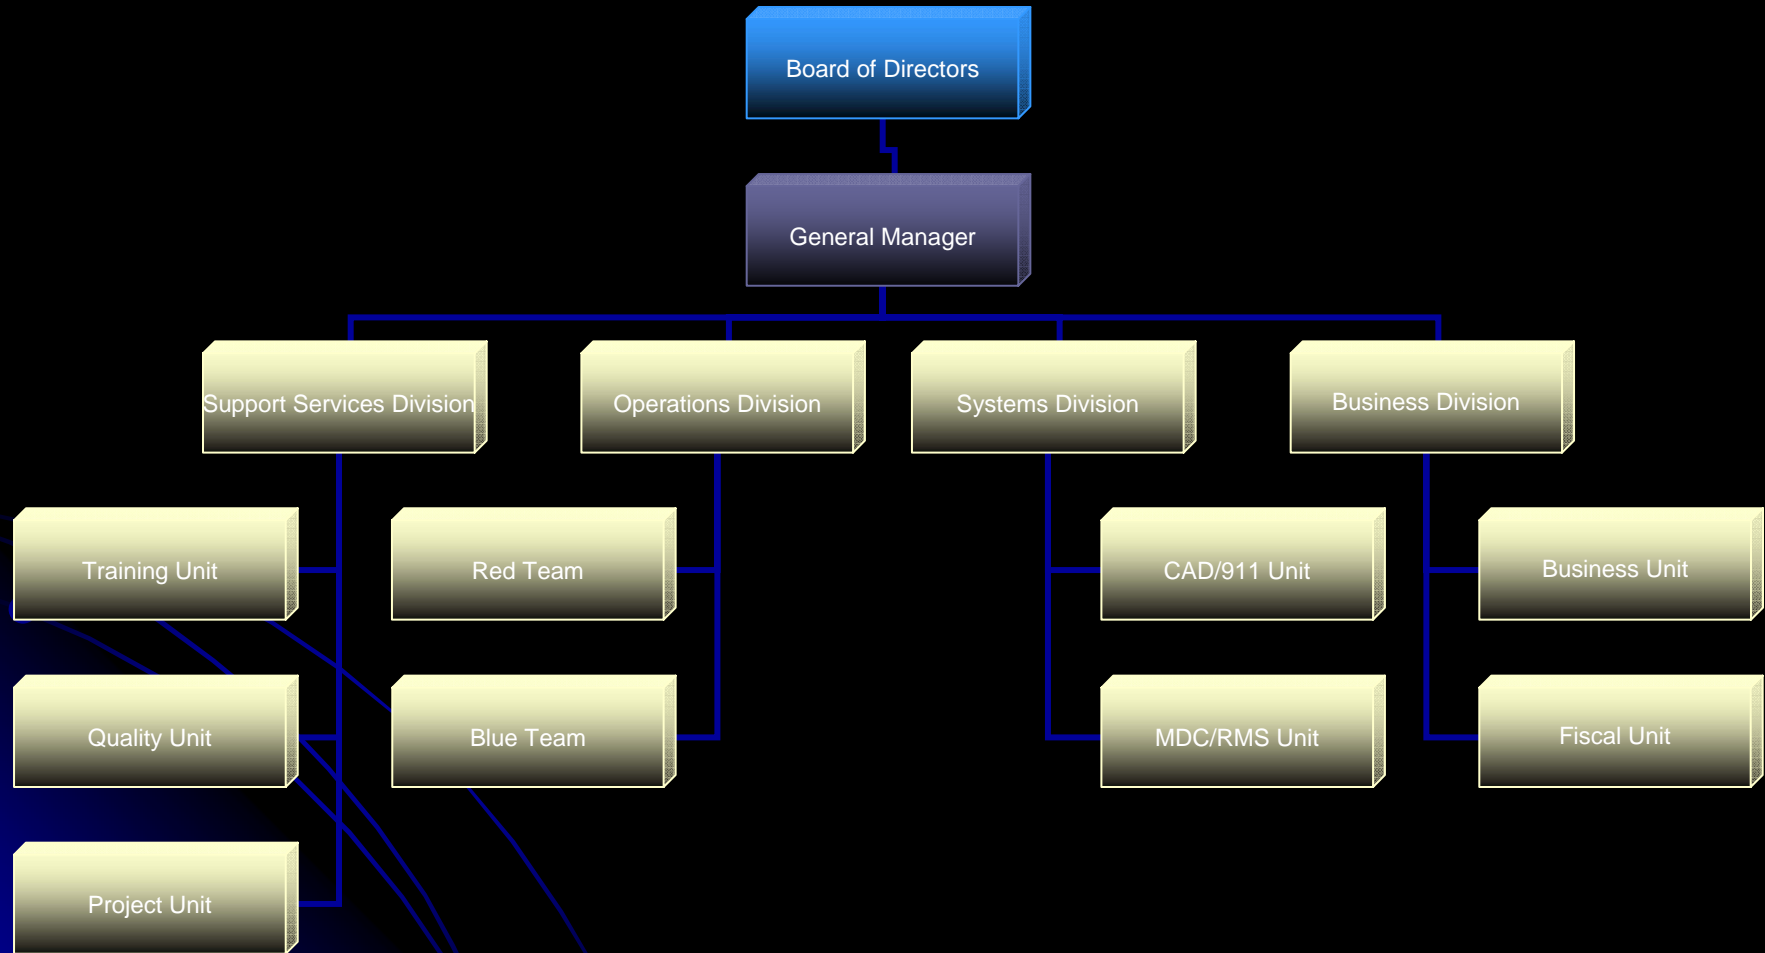 Board of Directors
General Manager
Support Services Division
Operations Division
Systems Division
Business Division
Training Unit
Red Team
CAD/911 Unit
Business Unit
Quality Unit
Blue Team
MDC/RMS Unit
Fiscal Unit
Project Unit